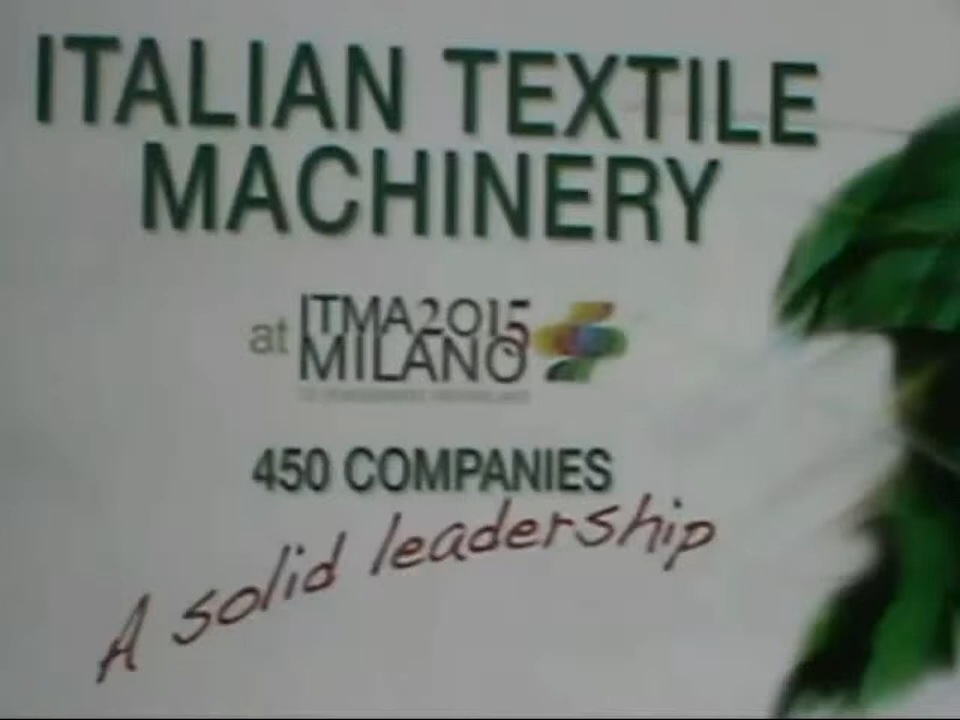 ITALIAN TEXTILE
MACHINERY
at ITMA2015
MILANO
450 COMPANIES
A solid leadership